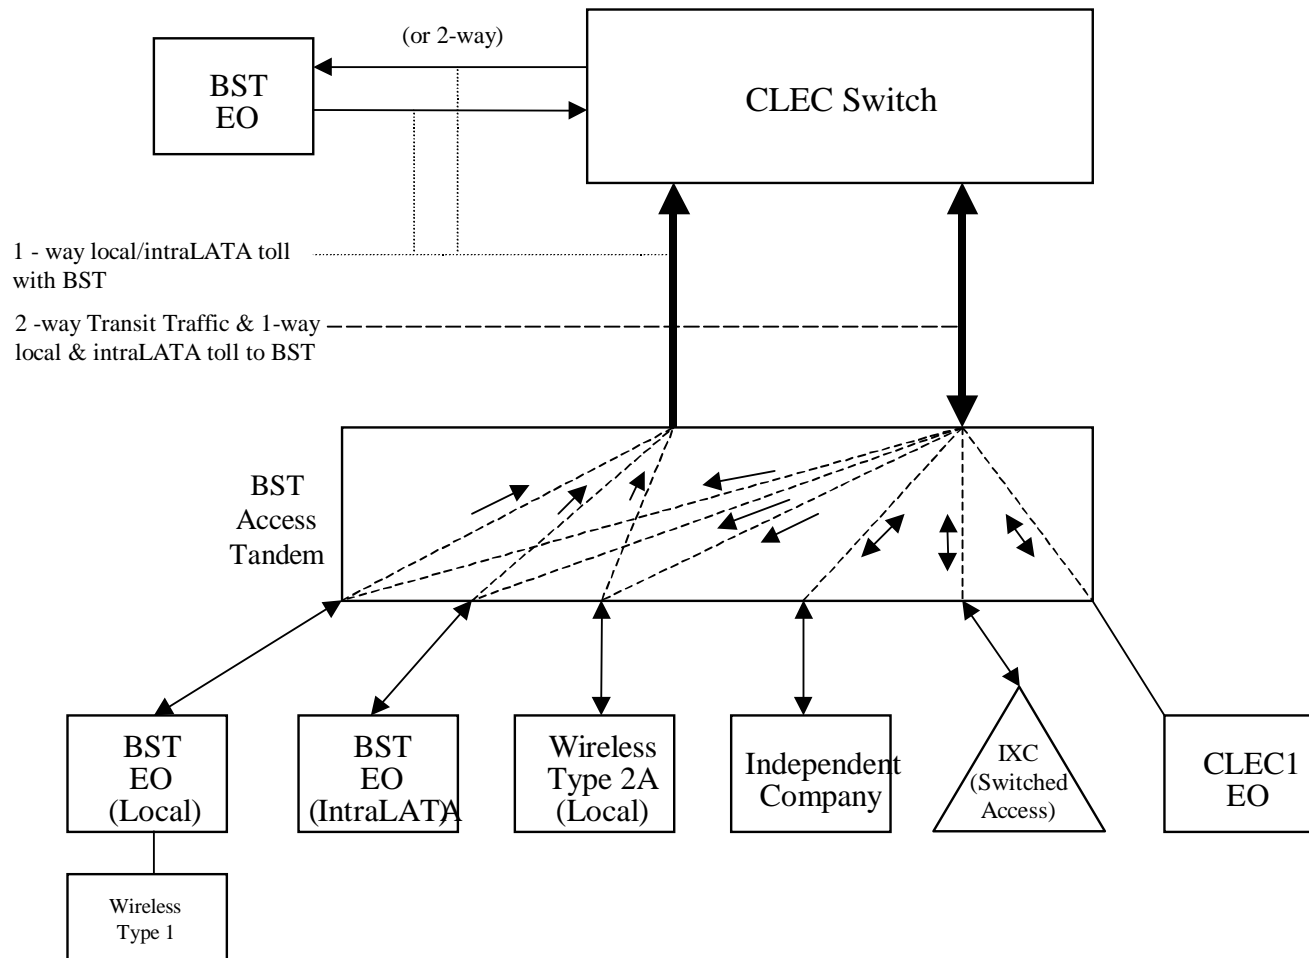 (or 2-way)
BST
EO
CLEC Switch
1 - way local/intraLATA toll
with BST
2 -way Transit Traffic & 1-way
local & intraLATA toll to BST
BST
Access
Tandem
BST
EO
(Local)
BST
EO
(IntraLATA)
Wireless
Type 2A
(Local)
Independent
Company
IXC
(Switched
Access)
CLEC1
EO
Wireless
Type 1